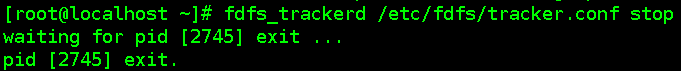 [root@localhost ~]# fdfs_trackerd /etc/fdfs/tracker.conf stop
waiting for pid [2745] exit ...
pid [2745] exit.